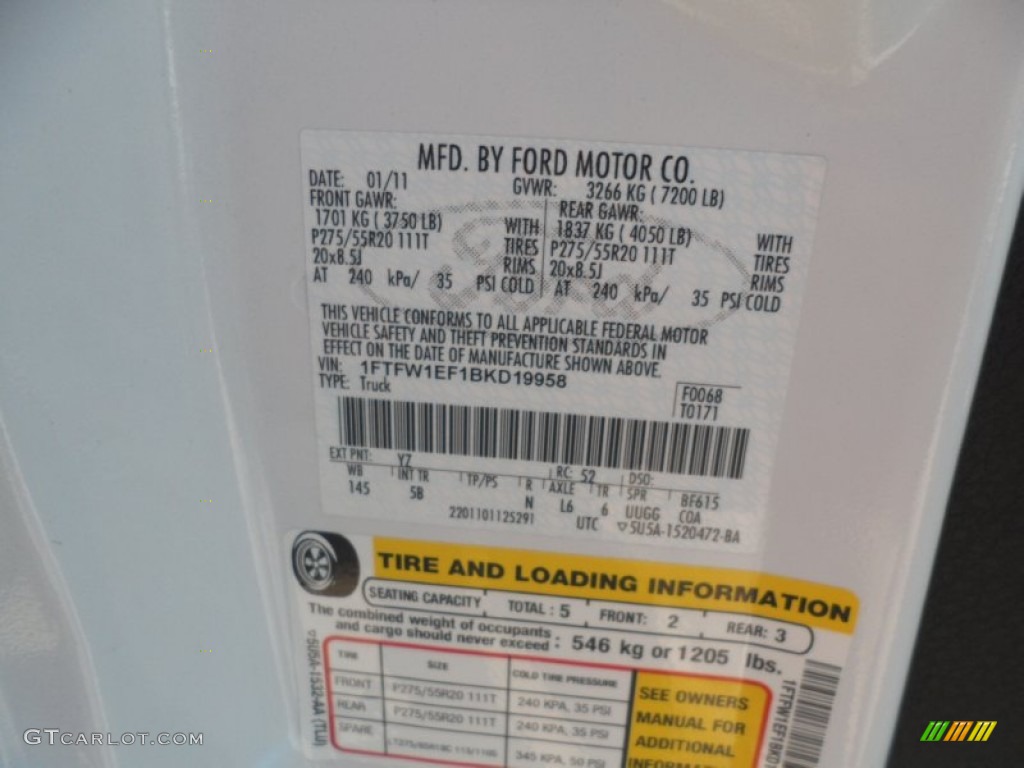 MFD. BY FORD MOTOR CO.
DATE: 01/11 GVWR: 3266 KG ( 7200 LB)
FRONT GAWR: REAR GAWR:
1701 KG ( 3750 LB) WITH 1837 KG ( 4050 LB) WITH
P275/55R20 111T TIRES P275/55R20 111T TIRES
20x8.5J RIMS 20x8.5J RIMS
AT 240 kPa/ 35 PSI COLD AT 240 kPa/ 35 PSI COLD
THIS VEHICLE CONFORMS TO ALL APPLICABLE FEDERAL MOTOR
VEHICLE SAFETY AND THEFT PREVENTION STANDARDS IN
EFFECT ON THE DATE OF MANUFACTURE SHOWN ABOVE.
VIN: 1FTFW1EF1BKD19958
TYPE: Truck
F0068
T0171
EXT PNT: YZ RC: 52 DSO:
WB INT TR TP/PS R AXLE TR SPR BF615
145 5B N L6 6 UUGG COA
2201101125291 UTC ▽5U5A-1520472-BA
TIRE AND LOADING INFORMATION
SEATING CAPACITY TOTAL : 5 FRONT: 2 REAR: 3
The combined weight of occupants
and cargo should never exceed : 546 kg or 1205 lbs.
TIRE SIZE COLD TIRE PRESSURE
FRONT P275/55R20 111T 240 KPA, 35 PSI
REAR P275/55R20 111T 240 KPA, 35 PSI
SPARE 345 KPA, 50 PSI
SEE OWNERS
MANUAL FOR
ADDITIONAL
INFORMATION
GTCarlot.com